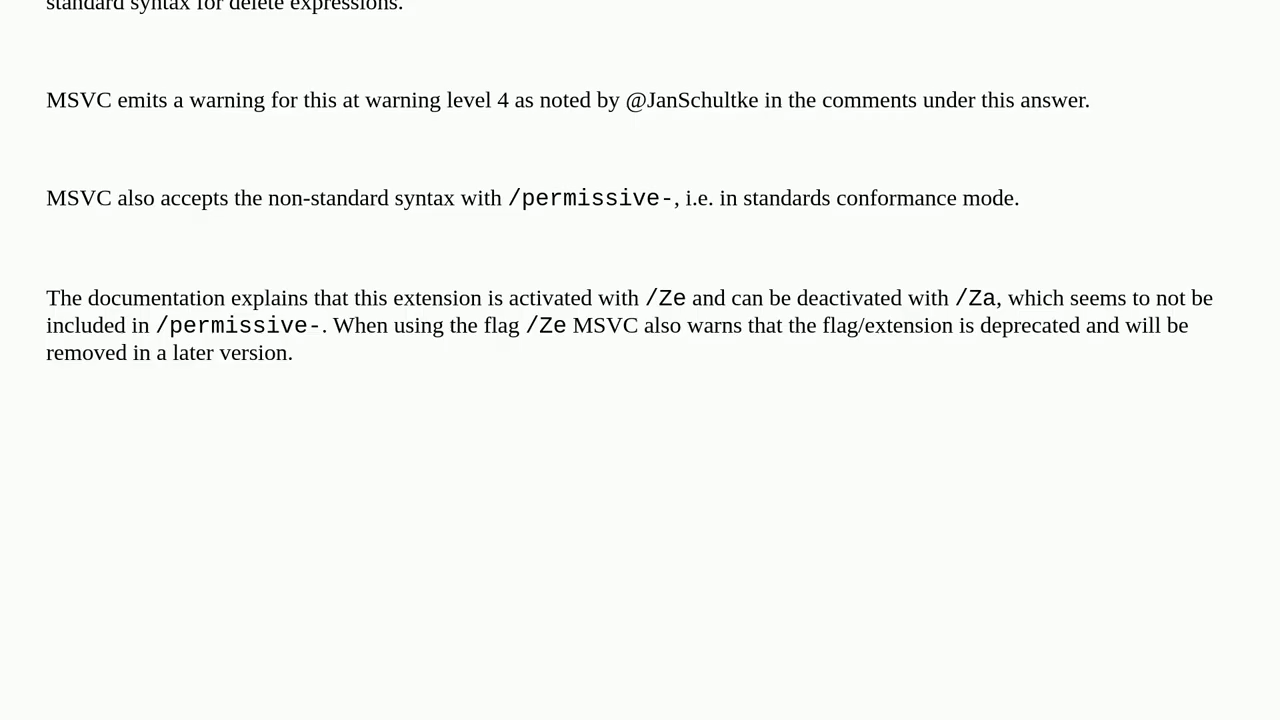 standard syntax for delete expressions.
MSVC emits a warning for this at warning level 4 as noted by @JanSchultke in the comments under this answer.
MSVC also accepts the non-standard syntax with /permissive-, i.e. in standards conformance mode.
The documentation explains that this extension is activated with /Ze and can be deactivated with /Za, which seems to not be
included in /permissive-. When using the flag /Ze MSVC also warns that the flag/extension is deprecated and will be
removed in a later version.